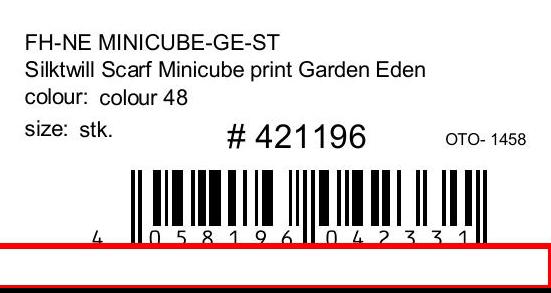 FH-NE MINICUBE-GE-ST
Silktwill Scarf Minicube print Garden Eden
colour: colour 48
size: stk.
# 421196
OTO- 1458
4 058196 042331